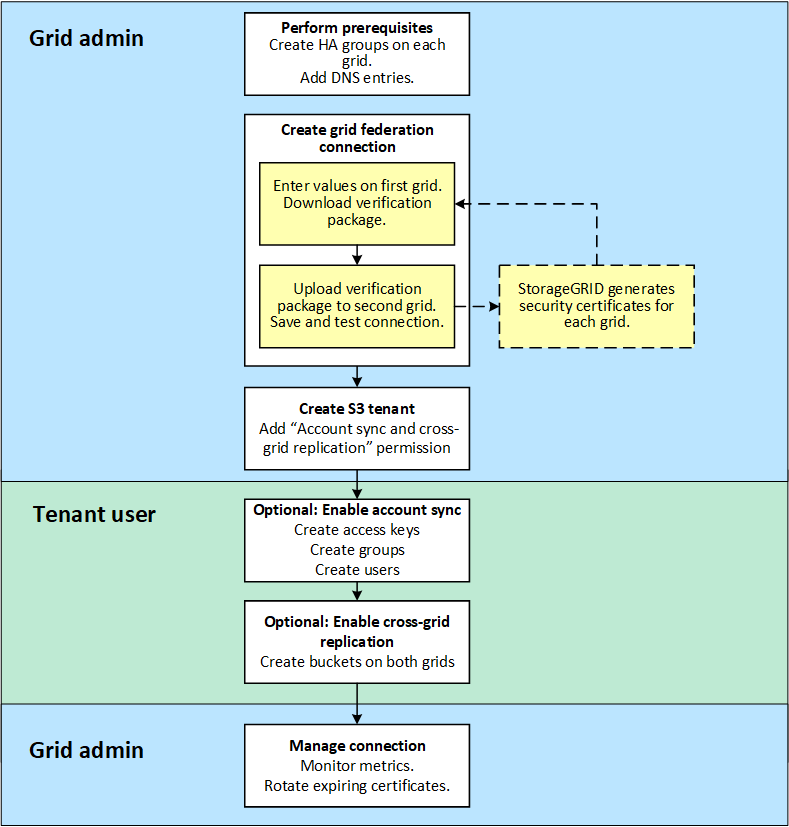 Grid admin
Perform prerequisites
Create HA groups on each
grid.
Add DNS entries.
Create grid federation
connection
Enter values on first grid.
Download verification
package.
Upload verification
package to second grid.
Save and test connection.
StorageGRID generates
security certificates for
each grid.
Create S3 tenant
Add “Account sync and cross-
grid replication” permission
Tenant user
Optional: Enable account sync
Create access keys
Create groups
Create users
Optional: Enable cross-grid
replication
Create buckets on both grids
Grid admin
Manage connection
Monitor metrics.
Rotate expiring certificates.